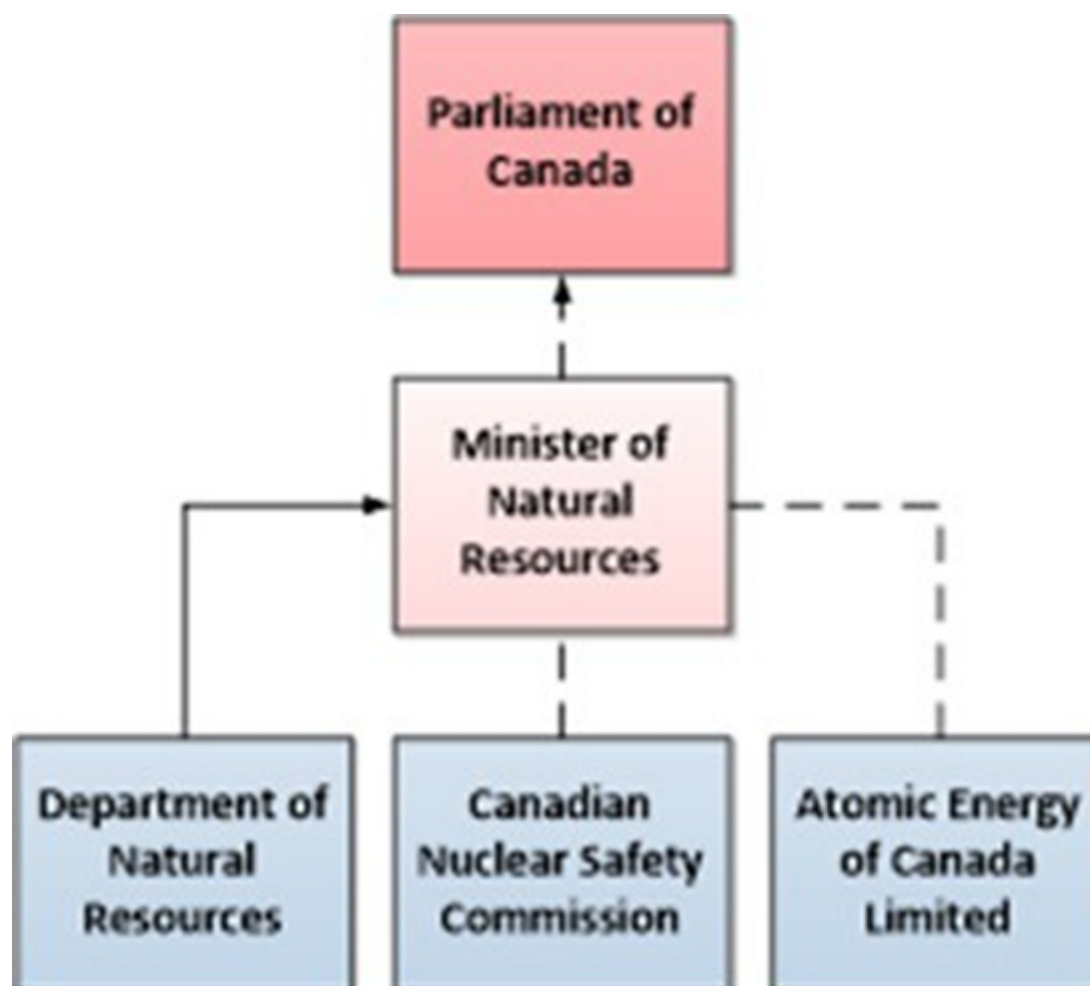 Parliament of
Canada
Minister of
Natural
Resources
Department of
Natural
Resources
Canadian
Nuclear Safety
Commission
Atomic Energy
of Canada
Limited